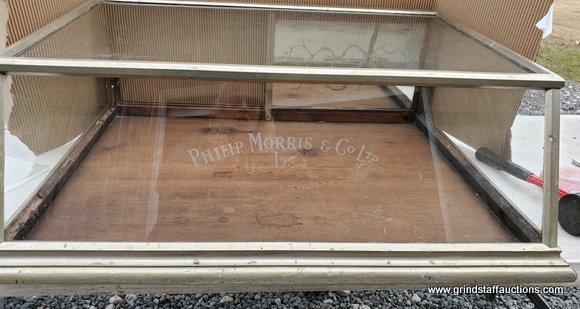 Philip Morris & Co Ltd
Inc
www.grindstaffauctions.com